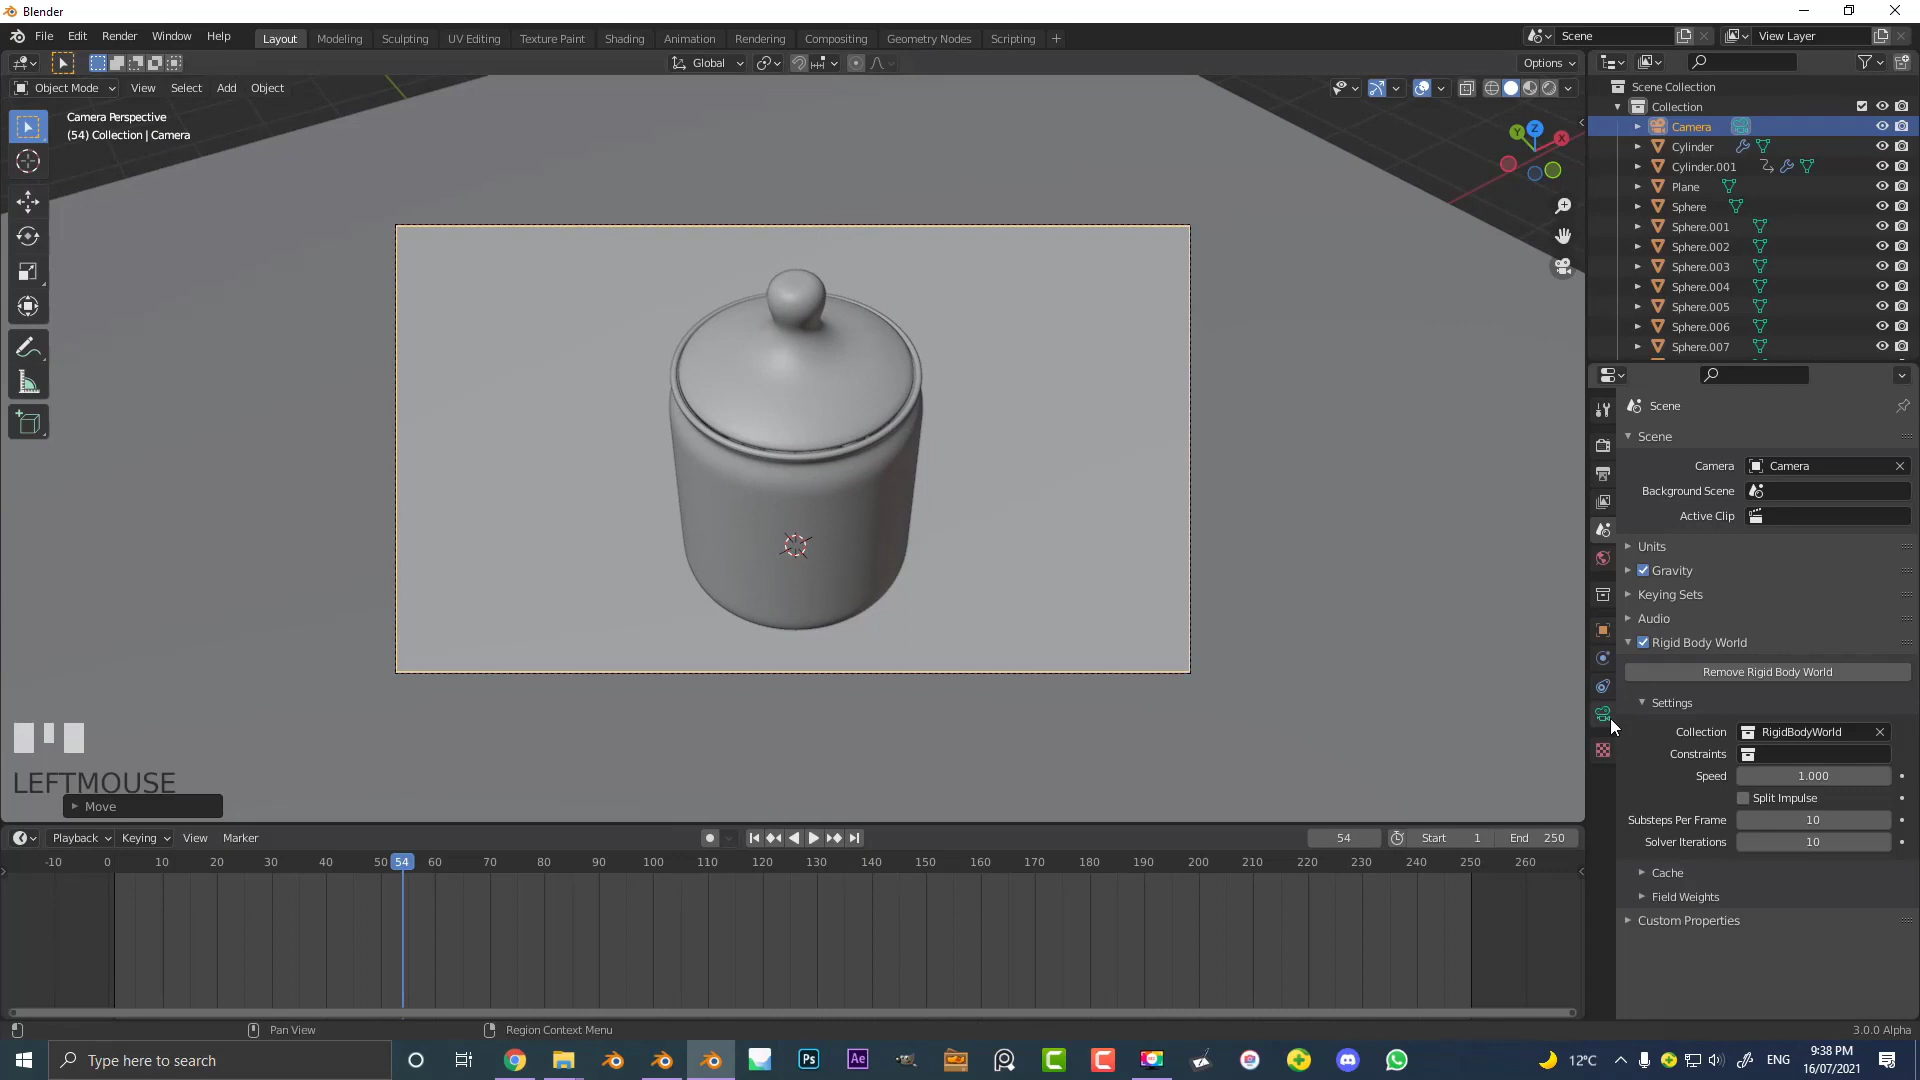 Blender
File Edit Render Window Help
Layout Modeling Sculpting UV Editing Texture Paint Shading Animation Rendering Compositing Geometry Nodes Scripting +
Scene
View Layer
Global
Options
Object Mode View Select Add Object
Camera Perspective
(54) Collection | Camera
Z
Y
X
Scene Collection
Collection
Camera
Cylinder
Cylinder.001
Plane
Sphere
Sphere.001
Sphere.002
Sphere.003
Sphere.004
Sphere.005
Sphere.006
Sphere.007
Scene
Scene
Camera Camera
Background Scene
Active Clip
Units
Gravity
Keying Sets
Audio
Rigid Body World
Remove Rigid Body World
Settings
Collection RigidBodyWorld
Constraints
Speed 1.000
Split Impulse
Substeps Per Frame 10
Solver Iterations 10
Cache
Field Weights
Custom Properties
LEFTMOUSE
Move
Playback Keying View Marker
54 Start 1 End 250
-10 0 10 20 30 40 50 54 60 70 80 90 100 110 120 130 140 150 160 170 180 190 200 210 220 230 240 250 260
Pan View
Region Context Menu
3.0.0 Alpha
Type here to search
Ps
Ae
12°C
ENG
9:38 PM
16/07/2021